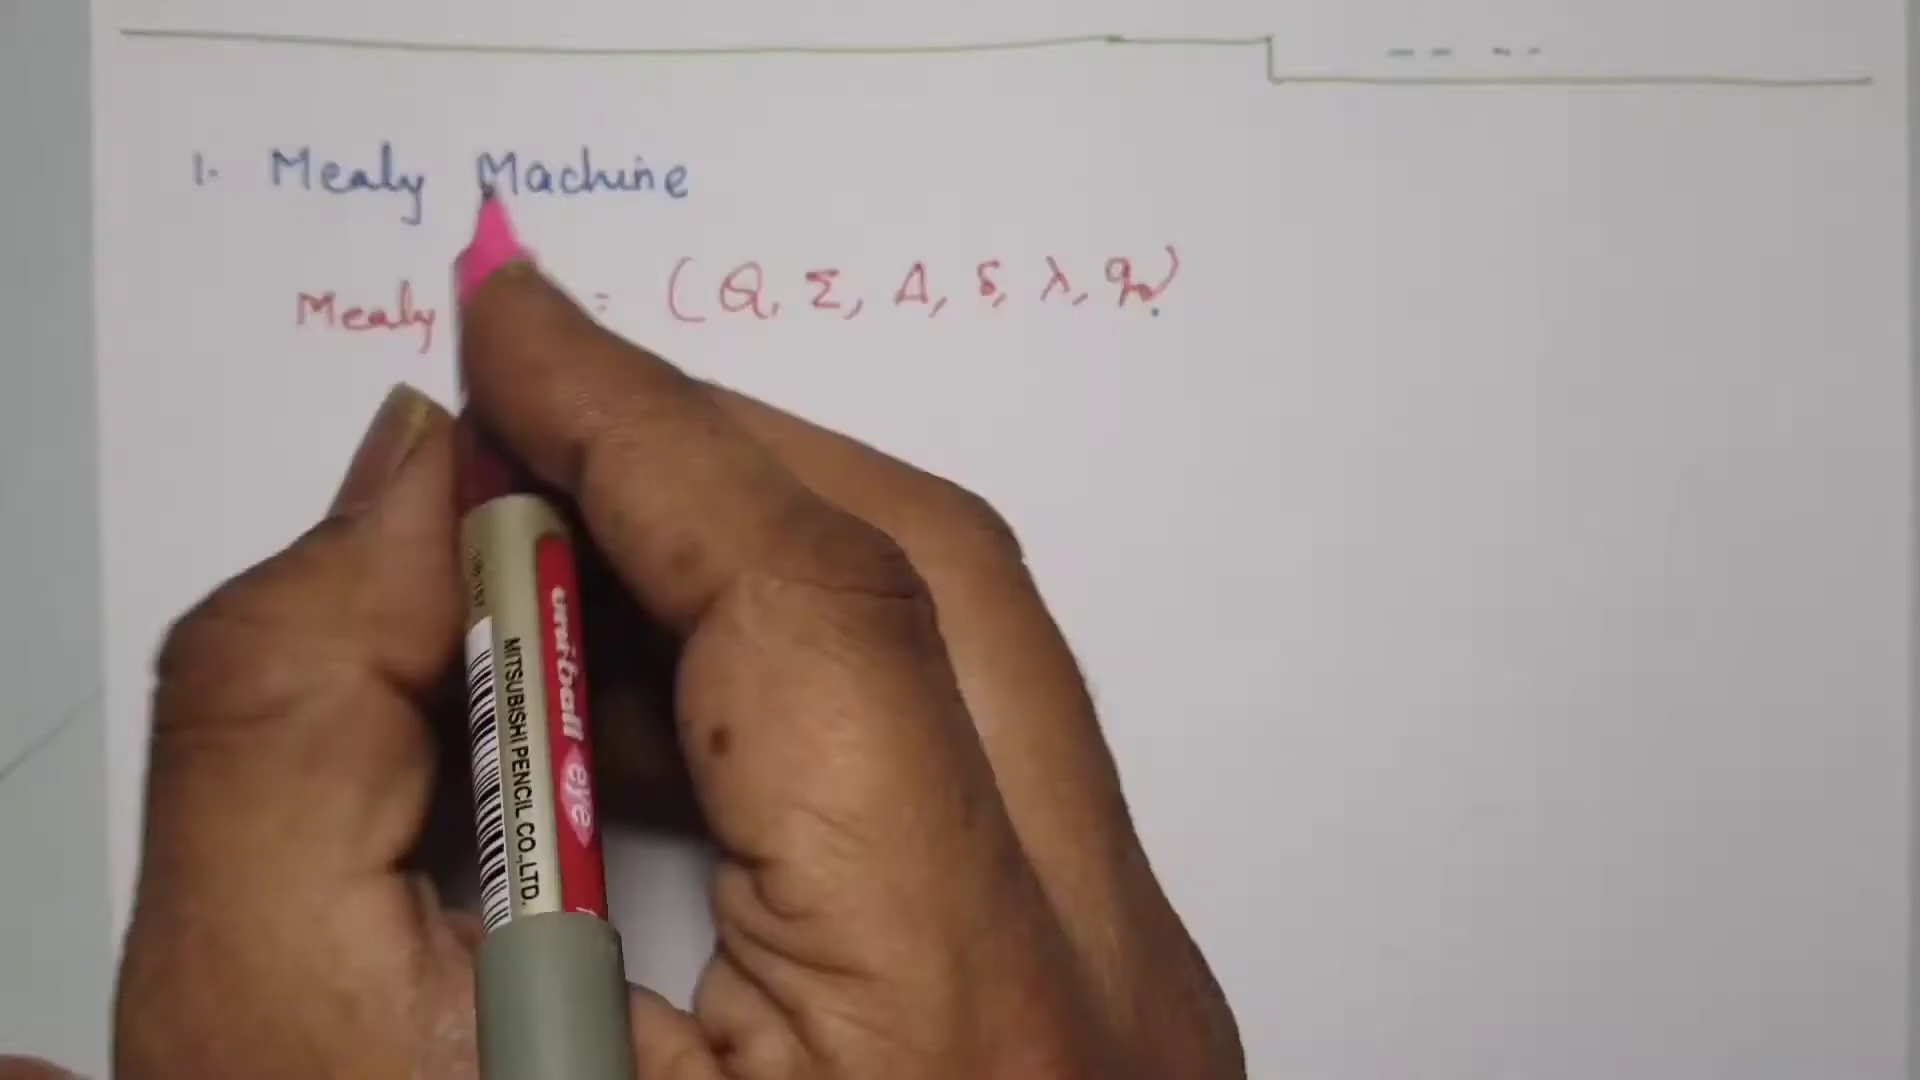 1. Mealy Machine
Mealy = (Q, Σ, Δ, δ, λ, q₀)
uni-ball eye
MITSUBISHI PENCIL CO.,LTD.